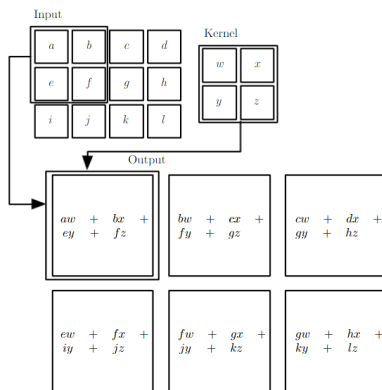 Input
Kernel
a b c d
w x
e f g h
y z
i j k l
Output
aw + bx +
ey + fz
bw + cx +
fy + gz
cw + dx +
gy + hz
ew + fx +
iy + jz
fw + gx +
jy + kz
gw + hx +
ky + lz